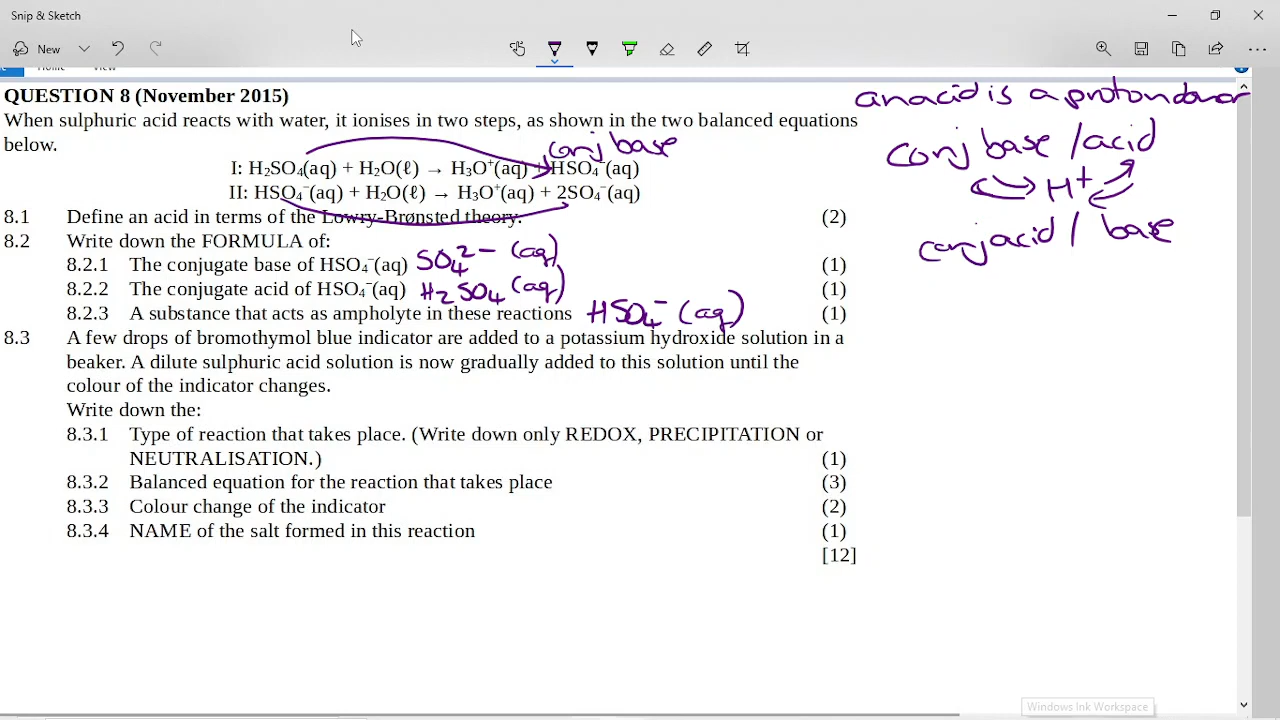 Snip & Sketch
New
Home View
QUESTION 8 (November 2015)
an acid is a proton donor
When sulphuric acid reacts with water, it ionises in two steps, as shown in the two balanced equations
below.
conj base
conj base / acid
I: H₂SO₄(aq) + H₂O(ℓ) → H₃O⁺(aq) + HSO₄⁻(aq)
H⁺
II: HSO₄⁻(aq) + H₂O(ℓ) → H₃O⁺(aq) + 2SO₄⁻(aq)
8.1 Define an acid in terms of the Lowry-Brønsted theory. (2)
conj acid / base
8.2 Write down the FORMULA of:
8.2.1 The conjugate base of HSO₄⁻(aq) SO₄²⁻ (aq) (1)
8.2.2 The conjugate acid of HSO₄⁻(aq) H₂SO₄ (aq) (1)
8.2.3 A substance that acts as ampholyte in these reactions HSO₄⁻ (aq) (1)
8.3 A few drops of bromothymol blue indicator are added to a potassium hydroxide solution in a
beaker. A dilute sulphuric acid solution is now gradually added to this solution until the
colour of the indicator changes.
Write down the:
8.3.1 Type of reaction that takes place. (Write down only REDOX, PRECIPITATION or
NEUTRALISATION.) (1)
8.3.2 Balanced equation for the reaction that takes place (3)
8.3.3 Colour change of the indicator (2)
8.3.4 NAME of the salt formed in this reaction (1)
[12]
Windows Ink Workspace